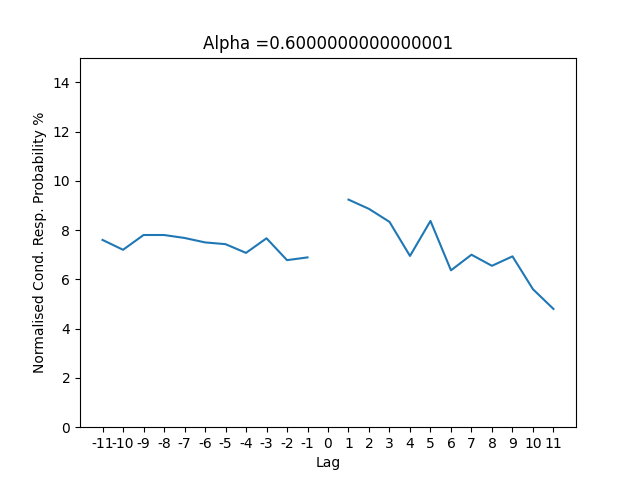 Alpha =0.6000000000000001
Normalised Cond. Resp. Probability %
14
12
10
8
6
4
2
0
-11 -10 -9 -8 -7 -6 -5 -4 -3 -2 -1 0 1 2 3 4 5 6 7 8 9 10 11
Lag